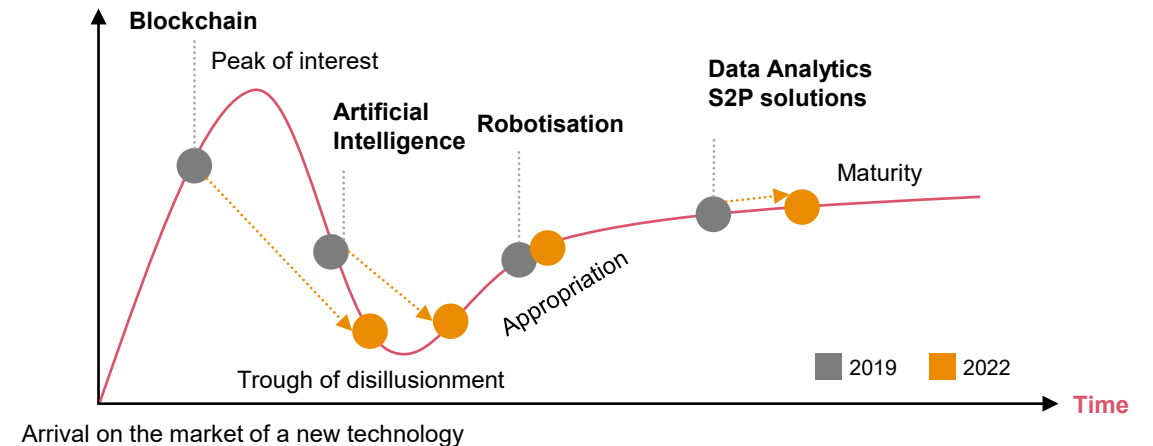 Blockchain
Peak of interest
Data Analytics
S2P solutions
Artificial
Intelligence
Robotisation
Maturity
Appropriation
2019
2022
Trough of disillusionment
Time
Arrival on the market of a new technology